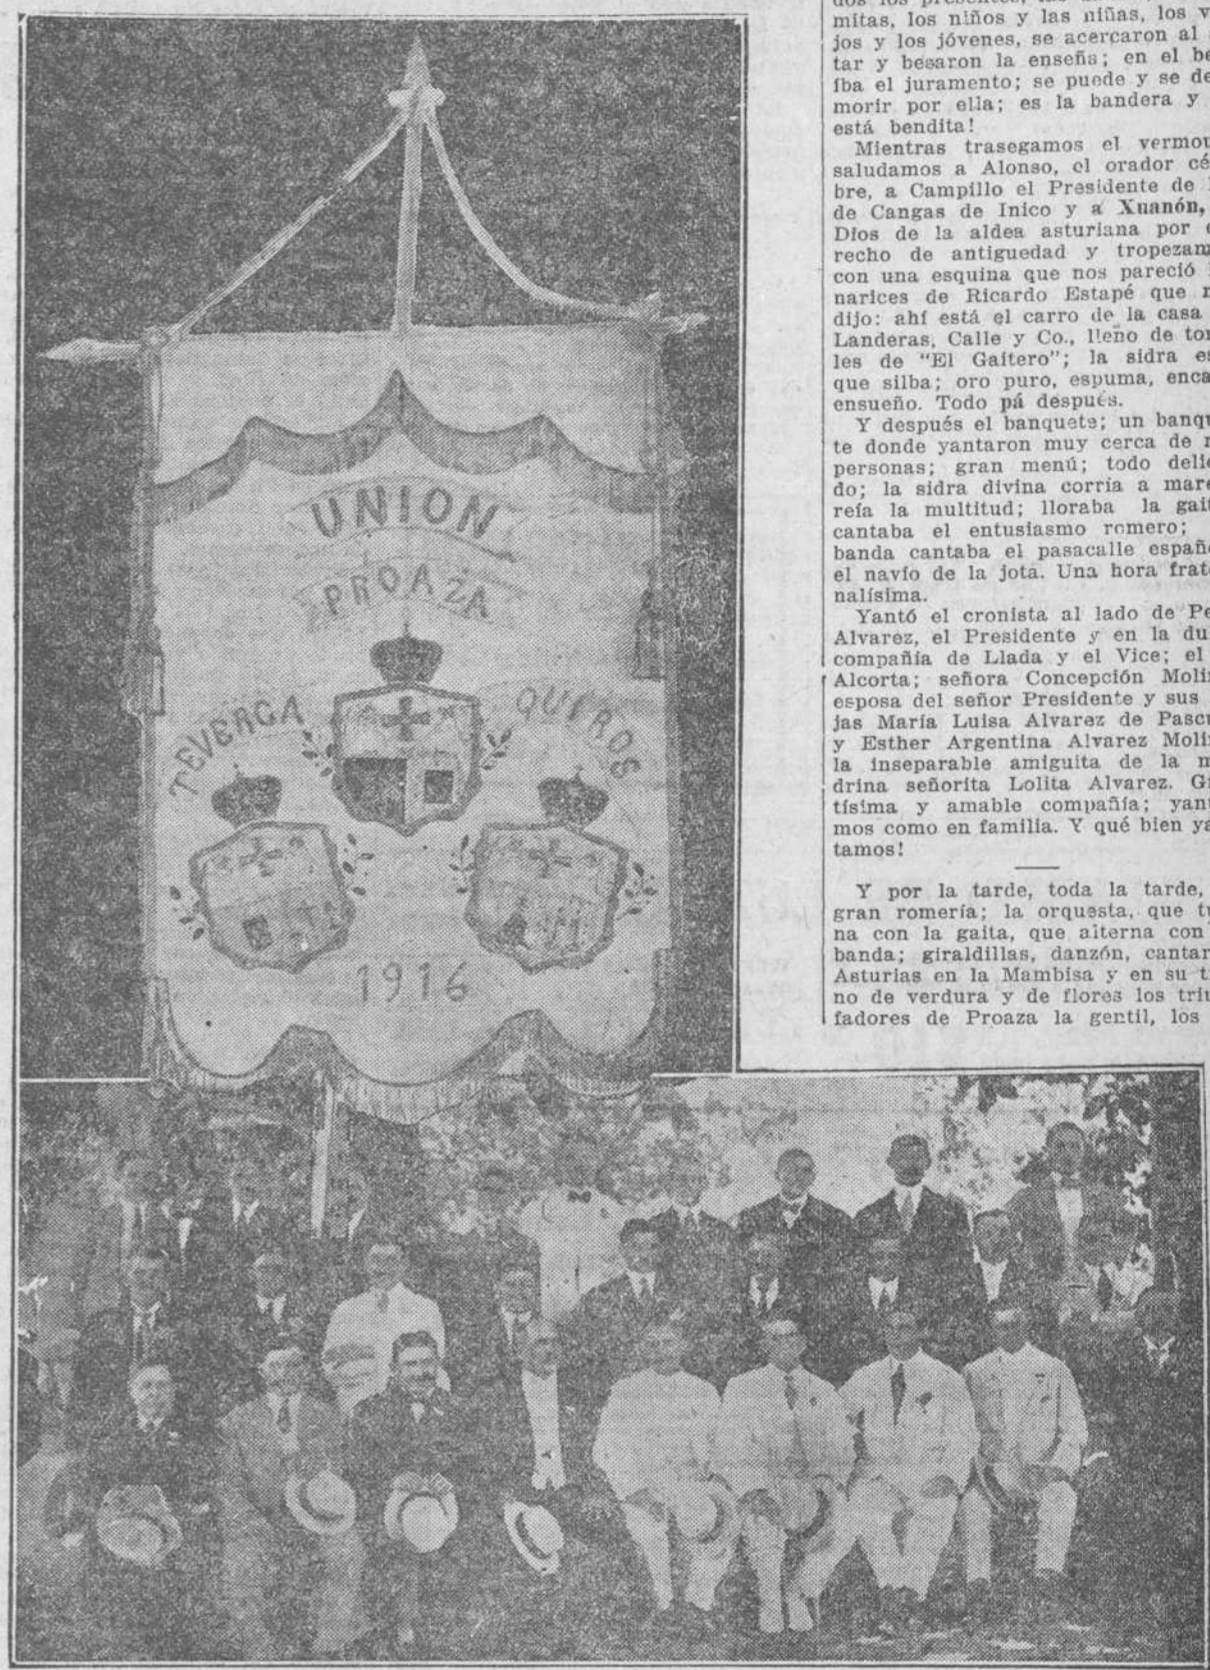 UNION
PROAZA
TEVERGA
QUIROS
1916
mitas, los niños y las niñas, los v
jos y los jóvenes, se acercaron al
tar y besaron la enseña; en el be
iba el juramento; se puede y se de
morir por ella; es la bandera y
está bendita!
Mientras trasegamos el vermou
saludamos a Alonso, el orador cé
bre, a Campillo el Presidente de
de Cangas de Inico y a Xuanón,
Dios de la aldea asturiana por
recho de antiguedad y tropezam
con una esquina que nos pareció
narices de Ricardo Estapé que
dijo: ahí está el carro de la casa
Landeras, Calle y Co., lleno de ton
les de "El Gaitero"; la sidra es
que silba; oro puro, espuma, enca
ensueño. Todo pá después.
Y después el banquete; un banqu
te donde yantaron muy cerca de
personas; gran menú; todo delic
do; la sidra divina corría a mare
reía la multitud; lloraba la gait
cantaba el entusiasmo romero;
banda cantaba el pasacalle españ
el navío de la jota. Una hora frat
nalísima.
Yantó el cronista al lado de Pe
Alvarez, el Presidente y en la du
compañía de Llada y el Vice; el
Alcorta; señora Concepción Moli
esposa del señor Presidente y sus
jas María Luisa Alvarez de Pasc
y Esther Argentina Alvarez Moli
la inseparable amiguita de la m
drina señorita Lolita Alvarez. G
tísima y amable compañía; yant
mos como en familia. Y qué bien ya
tamos!
Y por la tarde, toda la tarde,
gran romería; la orquesta, que t
na con la gaita, que alterna con
banda; giraldillas, danzón, cantar
Asturias en la Mambisa y en su t
no de verdura y de flores los triu
fadores de Proaza la gentil, los